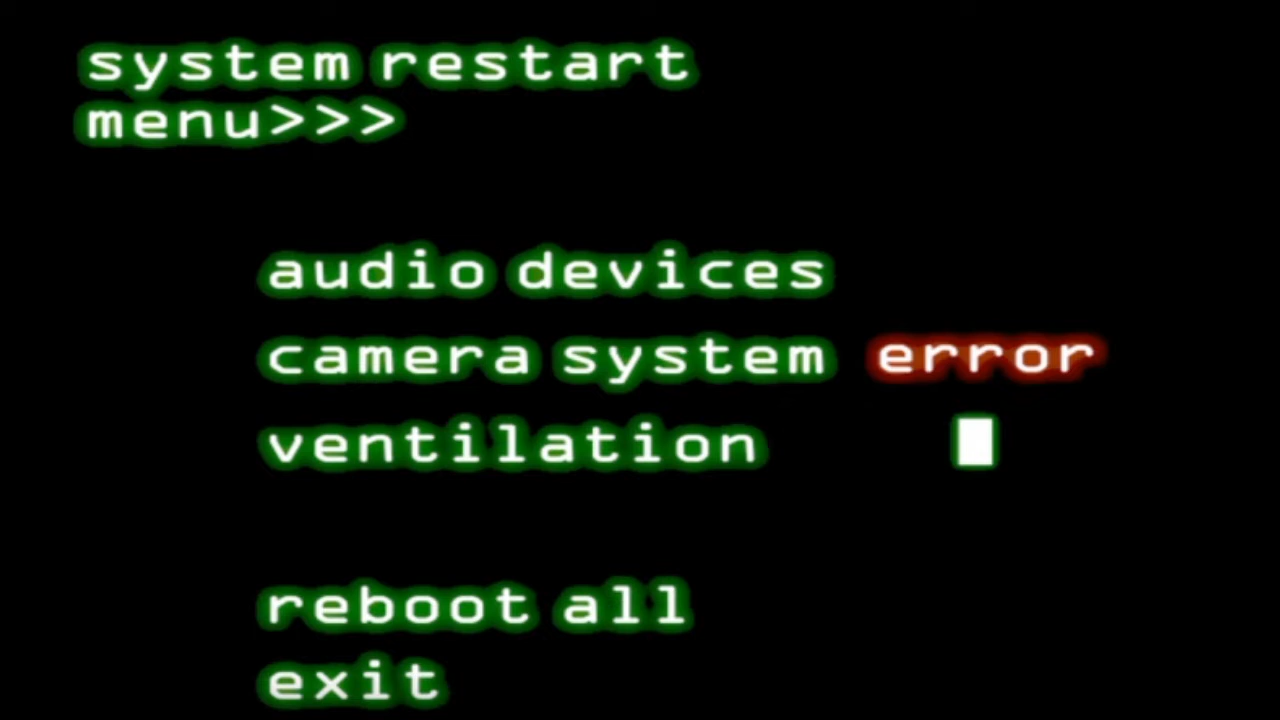 system restart
menu>>>
audio devices
camera system error
ventilation
reboot all
exit